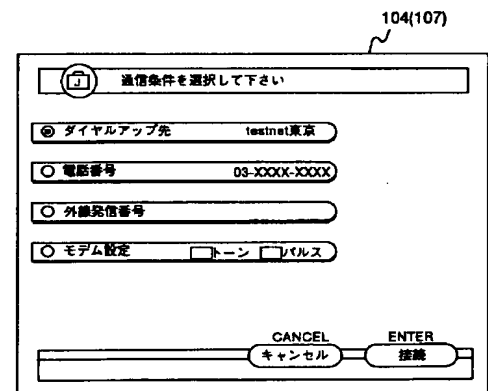 104(107)
J 通信条件を選択して下さい
ダイヤルアップ先 testnet東京
電話番号 03-XXXX-XXXX
外線発信番号
モデム設定 トーン パルス
CANCEL ENTER
キャンセル 接続